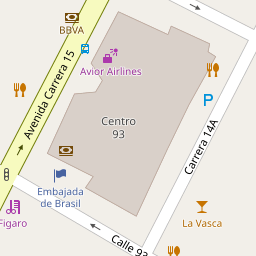 BBVA
Avenida Carrera 15
Avior Airlines
Centro
93
P
Carrera 14A
Embajada
de Brasil
Figaro
La Vasca
Calle 93